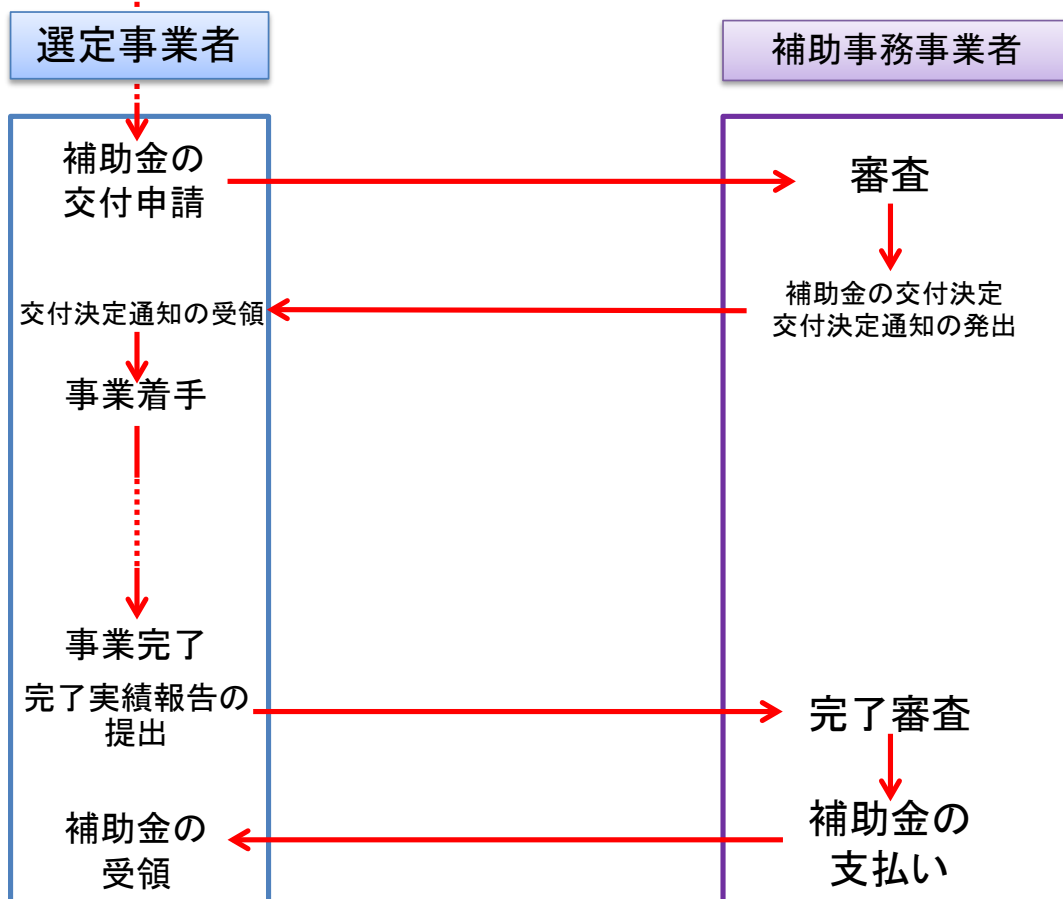 選定事業者
補助事務事業者
補助金の
交付申請
審査
補助金の交付決定
交付決定通知の発出
交付決定通知の受領
事業着手
事業完了
完了実績報告の
提出
完了審査
補助金の
支払い
補助金の
受領